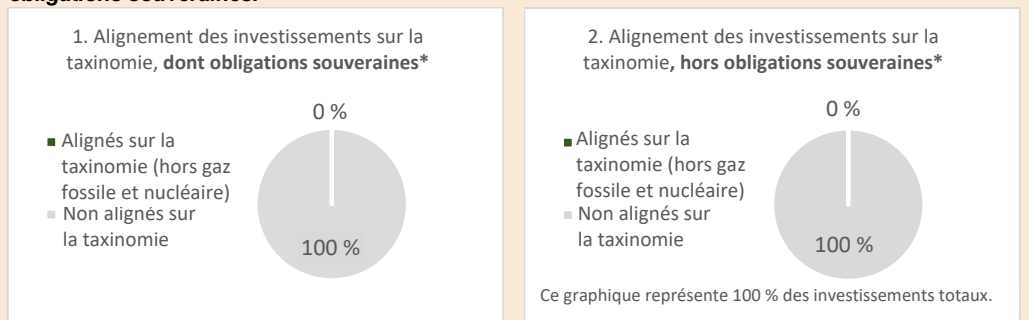 obligations souveraines.
1. Alignement des investissements sur la
taxinomie, dont obligations souveraines*
0 %
Alignés sur la
taxinomie (hors gaz
fossile et nucléaire)
Non alignés sur
la taxinomie
100 %
2. Alignement des investissements sur la
taxinomie, hors obligations souveraines*
0 %
Alignés sur la
taxinomie (hors gaz
fossile et nucléaire)
Non alignés sur
la taxinomie
100 %
Ce graphique représente 100 % des investissements totaux.